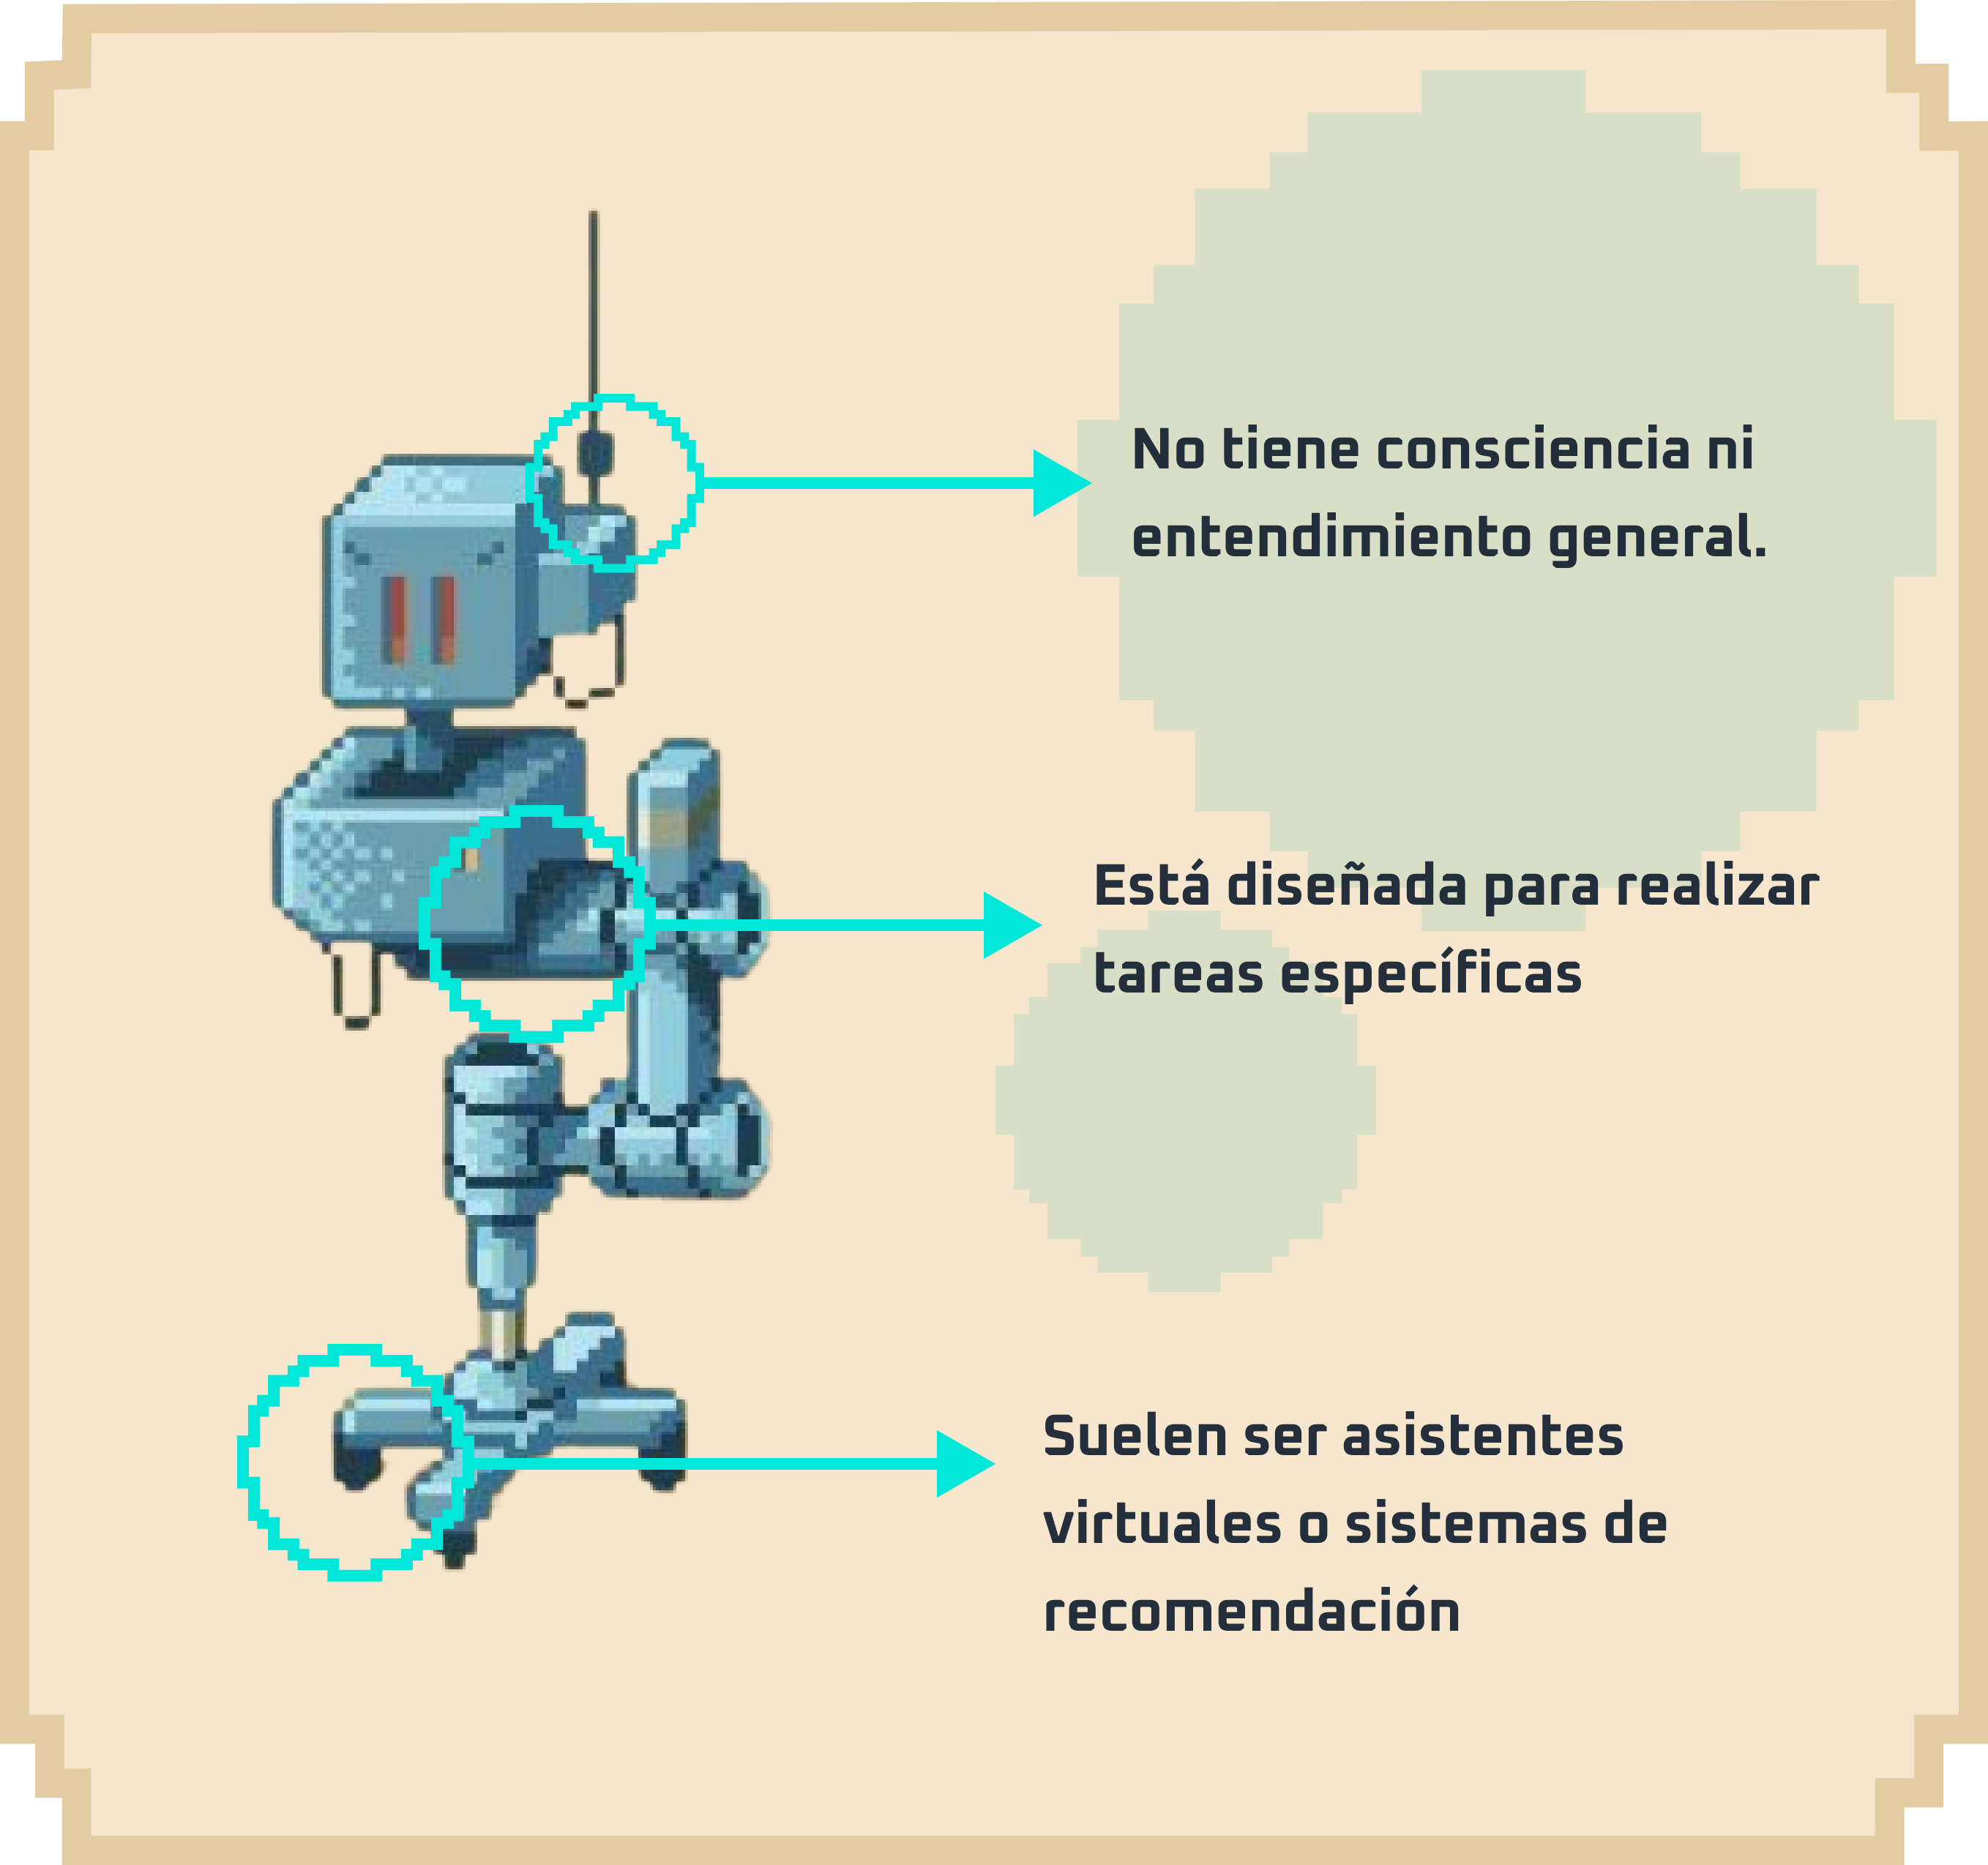 No tiene consciencia ni
entendimiento general.
Está diseñada para realizar
tareas específicas
Suelen ser asistentes
virtuales o sistemas de
recomendación